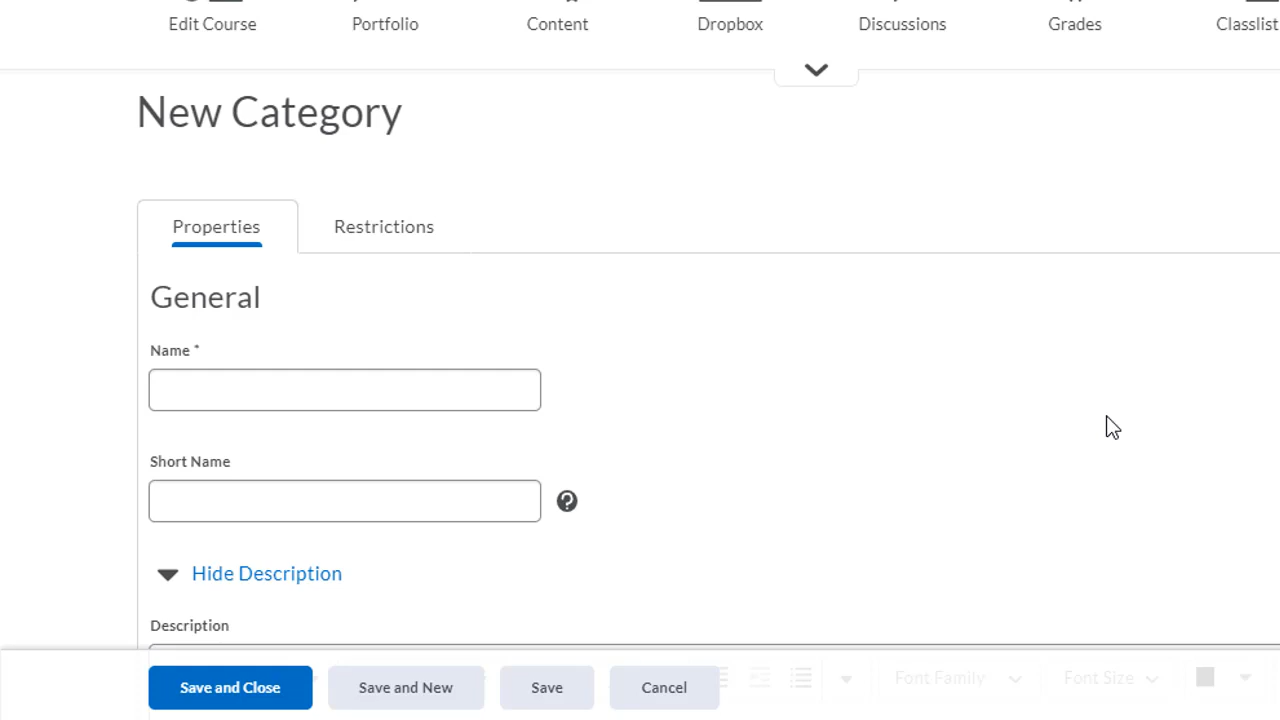 Edit Course Portfolio Content Dropbox Discussions Grades Classlist
New Category
Properties Restrictions
General
Name *
Short Name
Hide Description
Description
Save and Close Save and New Save Cancel Font Family Font Size